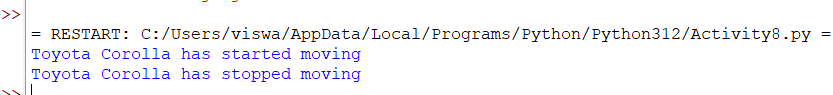 >>
= RESTART: C:/Users/viswa/AppData/Local/Programs/Python/Python312/Activity8.py =
Toyota Corolla has started moving
Toyota Corolla has stopped moving
>>